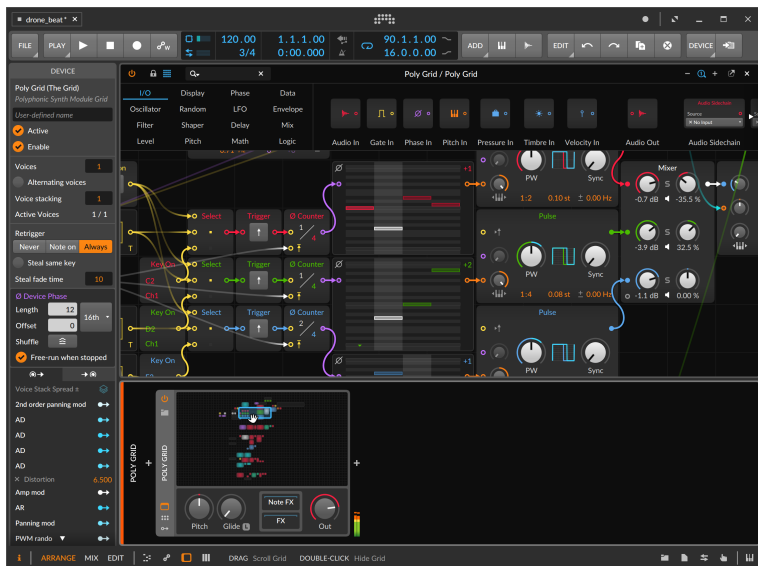 drone_beat* ×
FILE PLAY 120.00 3/4 1.1.1.00 0:00.000 90.1.1.00 16.0.0.00 ADD EDIT DEVICE
DEVICE
Poly Grid (The Grid)
Polyphonic Synth Module Grid
User-defined name
Active
Enable
Voices 1
Alternating voices
Voice stacking 1
Active Voices 1 / 1
Retrigger
Never Note on Always
Steal same key
Steal fade time 10
Ø Device Phase
Length 12 16th
Offset 0
Shuffle
Free-run when stopped
Voice Stack Spread ±
2nd order panning mod
AD
AD
AD
AD
× Distortion 6.500
Amp mod
AR
Panning mod
PWM rando ▼
Poly Grid / Poly Grid
I/O Display Phase Data
Oscillator Random LFO Envelope
Filter Shaper Delay Mix
Level Pitch Math Logic
Audio In Gate In Phase In Pitch In Pressure In Timbre In Velocity In Audio Out Audio Sidechain
Audio Sidechain
Source
× No Input
Select Trigger Ø Counter
1/4
T
Key On Select Trigger Ø Counter
C2
Ch1
1/4
Key On Select Trigger Ø Counter
D2
Ch1
2/4
T
Key On
+1
+2
+1
PW Sync
1:2 0.10 st ± 0.00 Hz
Pulse
PW Sync
1:4 0.08 st ± 0.00 Hz
Pulse
PW Sync
Mixer
-0.7 dB S -35.5 %
-3.9 dB S 32.5 %
-1.1 dB S 0.00 %
POLY GRID
+
POLY GRID
Pitch Glide L
Note FX
FX
Out
+
i ARRANGE MIX EDIT DRAG Scroll Grid DOUBLE-CLICK Hide Grid